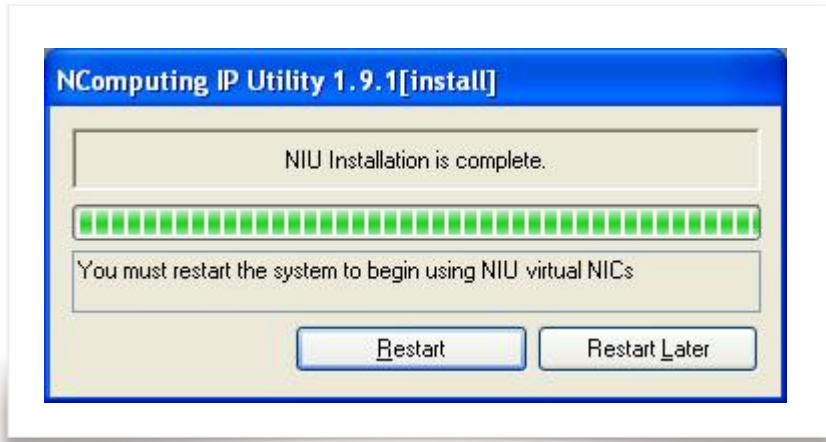 NComputing IP Utility 1.9.1[install]
NIU Installation is complete.
You must restart the system to begin using NIU virtual NICs
Restart
Restart Later